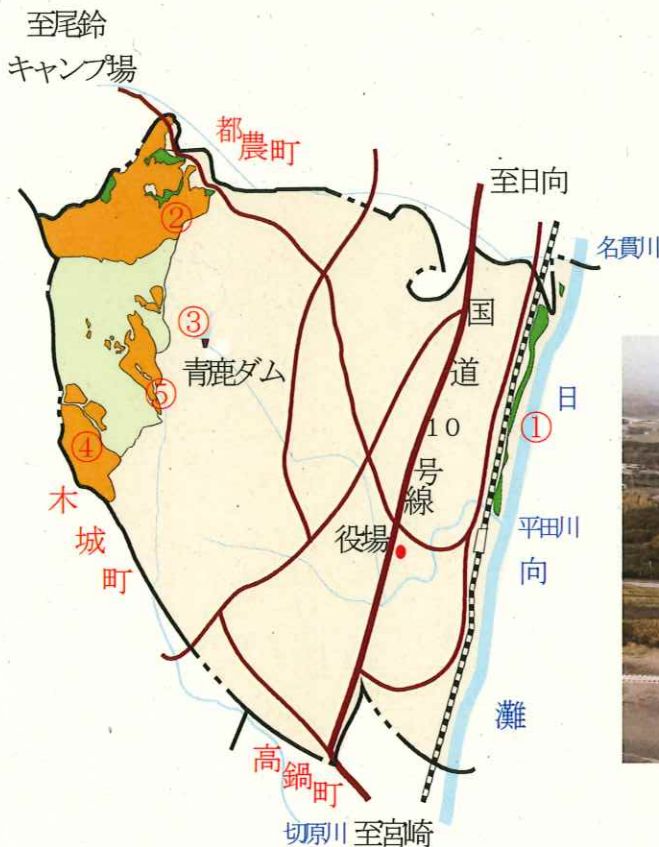 至尾鈴
キャンプ場
都農町
至日向
名貫川
②
③
青鹿ダム
国道10号線
①
日向灘
⑤
④
木城町
役場
平田川
高鍋町
切原川
至宮崎